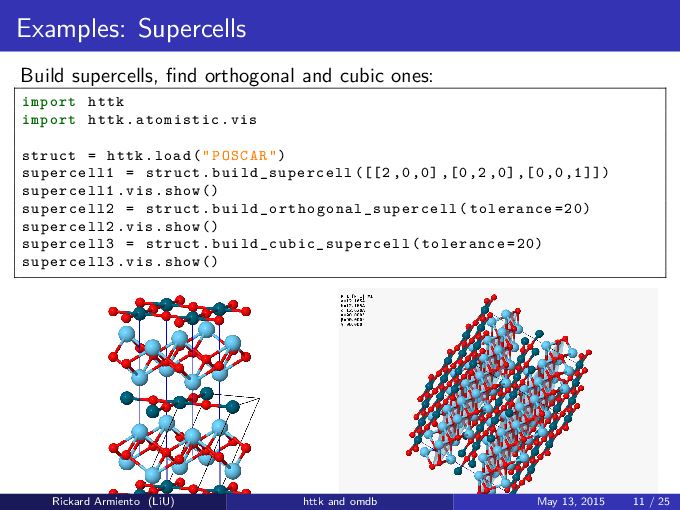 Examples: Supercells
Build supercells, find orthogonal and cubic ones:
import httk
import httk.atomistic.vis
struct = httk.load("POSCAR")
supercell1 = struct.build_supercell([[2,0,0],[0,2,0],[0,0,1]])
supercell1.vis.show()
supercell2 = struct.build_orthogonal_supercell(tolerance=20)
supercell2.vis.show()
supercell3 = struct.build_cubic_supercell(tolerance=20)
supercell3.vis.show()
Rickard Armiento (LiU)
httk and omdb
May 13, 2015
11 / 25